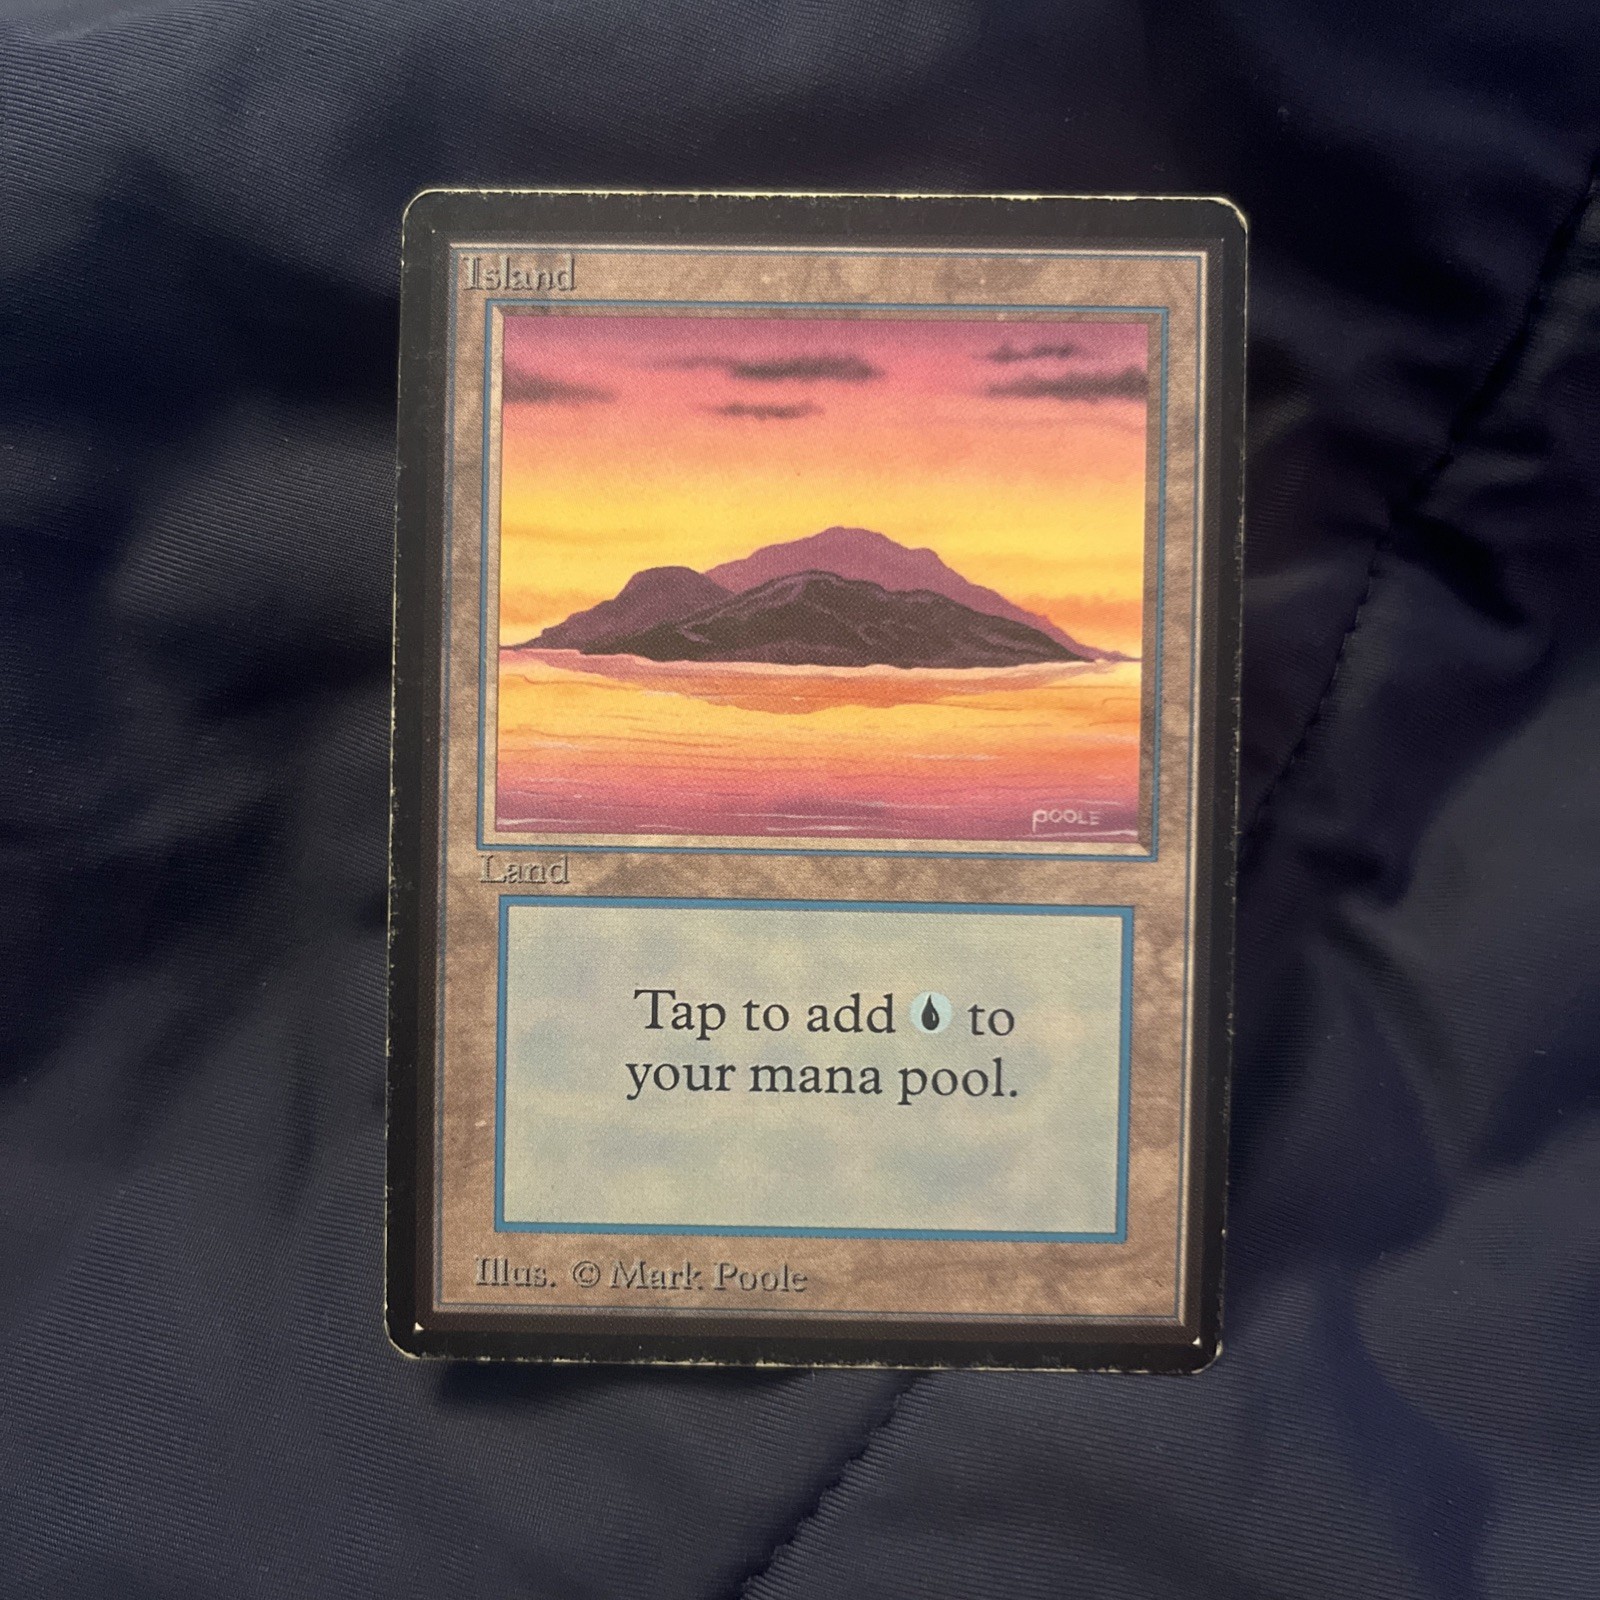 Island
POOLE
Land
Tap to add to
your mana pool.
Illus. © Mark Poole